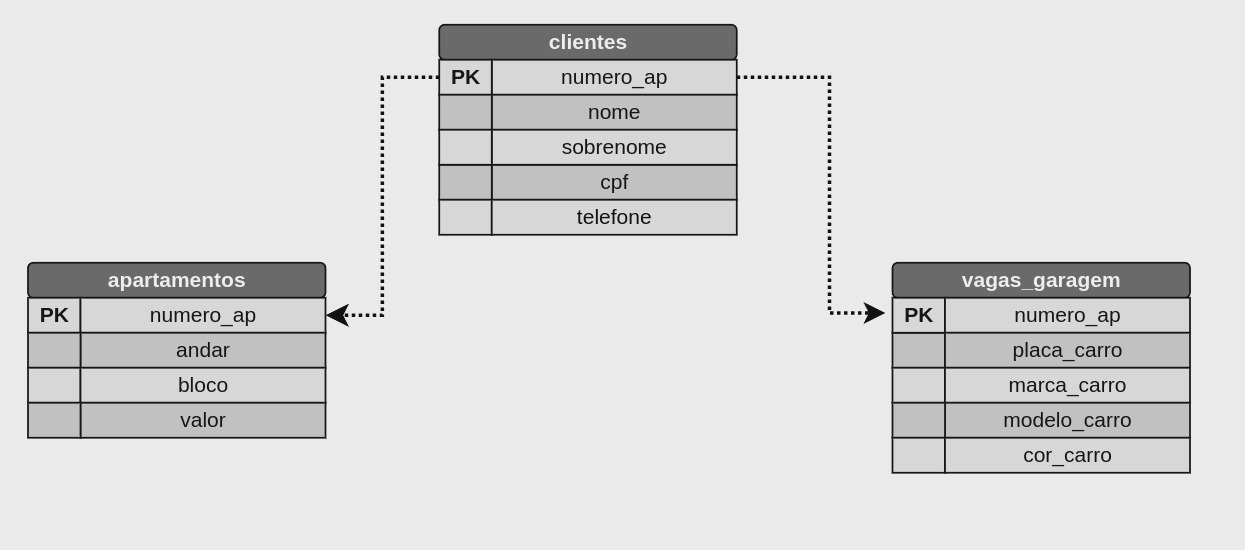 clientes
PK numero_ap
nome
sobrenome
cpf
telefone
apartamentos
PK numero_ap
andar
bloco
valor
vagas_garagem
PK numero_ap
placa_carro
marca_carro
modelo_carro
cor_carro